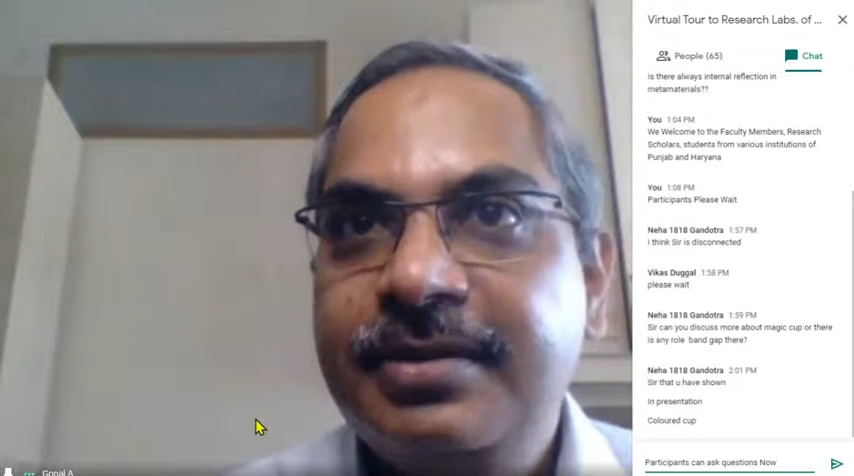 Virtual Tour to Research Labs. of ...
People (65)
Chat
Is there always internal reflection in
metamaterials??
You 1:04 PM
We Welcome to the Faculty Members, Research
Scholars, students from various institutions of
Punjab and Haryana
You 1:08 PM
Participants Please Wait
Neha 1818 Gandotra 1:57 PM
I think Sir is disconnected
Vikas Duggal 1:58 PM
please wait
Neha 1818 Gandotra 1:59 PM
Sir can you discuss more about magic cup or there
is any role band gap there?
Neha 1818 Gandotra 2:01 PM
Sir that u have shown
In presentation
Coloured cup
Participants can ask questions Now
Gopal A